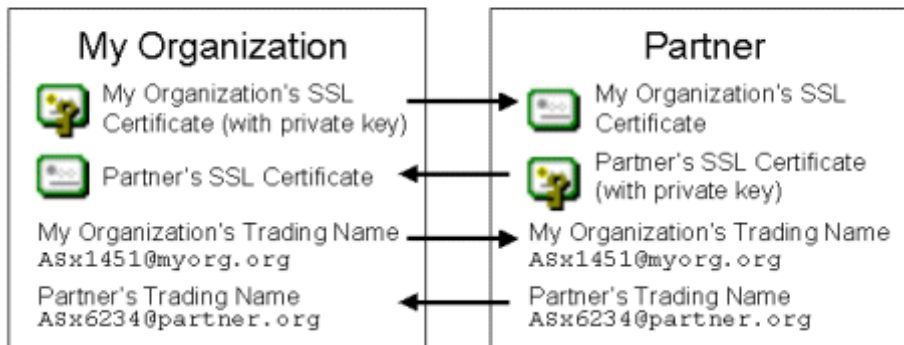 My Organization
My Organization's SSL
Certificate (with private key)
Partner's SSL Certificate
My Organization's Trading Name
ASx1451@myorg.org
Partner's Trading Name
ASx6234@partner.org
Partner
My Organization's SSL
Certificate
Partner's SSL Certificate
(with private key)
My Organization's Trading Name
ASx1451@myorg.org
Partner's Trading Name
ASx6234@partner.org